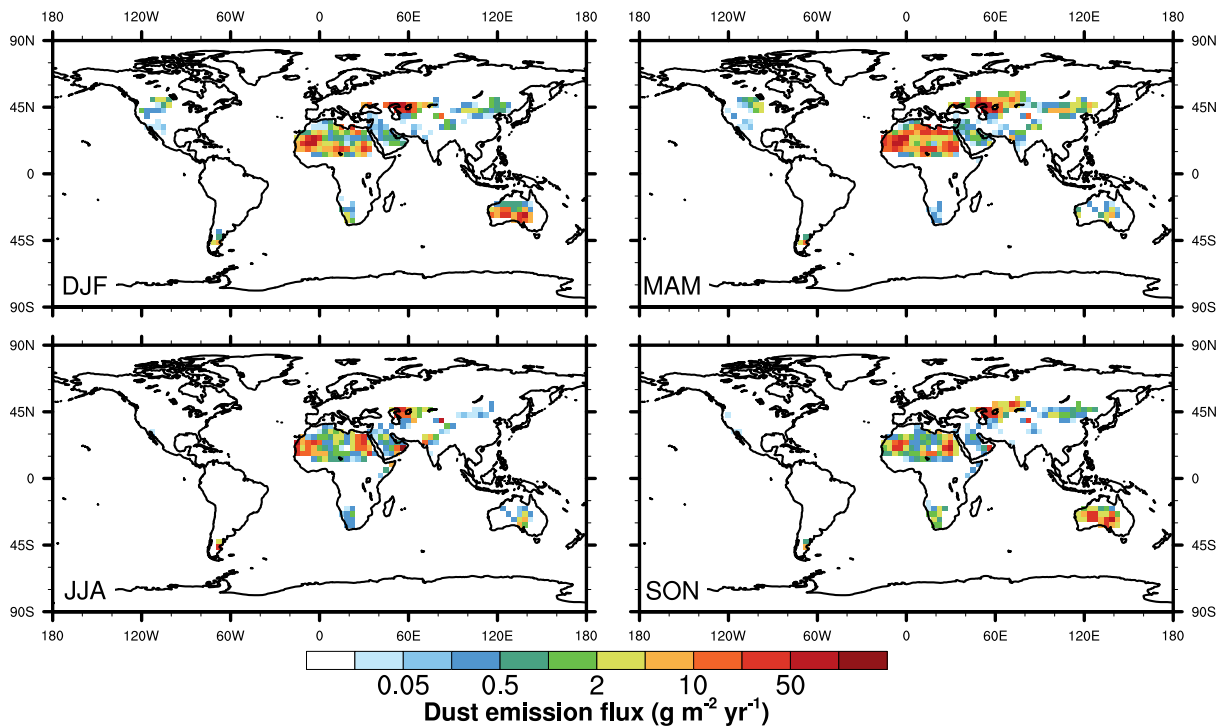 180 120W 60W 0 60E 120E 180 180 120W 60W 0 60E 120E 180
90N 90N
45N 45N
0 0
45S 45S
DJF MAM
90S 90S
90N 90N
45N 45N
0 0
45S 45S
JJA SON
90S 90S
180 120W 60W 0 60E 120E 180 180 120W 60W 0 60E 120E 180
0.05 0.5 2 10 50
Dust emission flux (g m⁻² yr⁻¹)